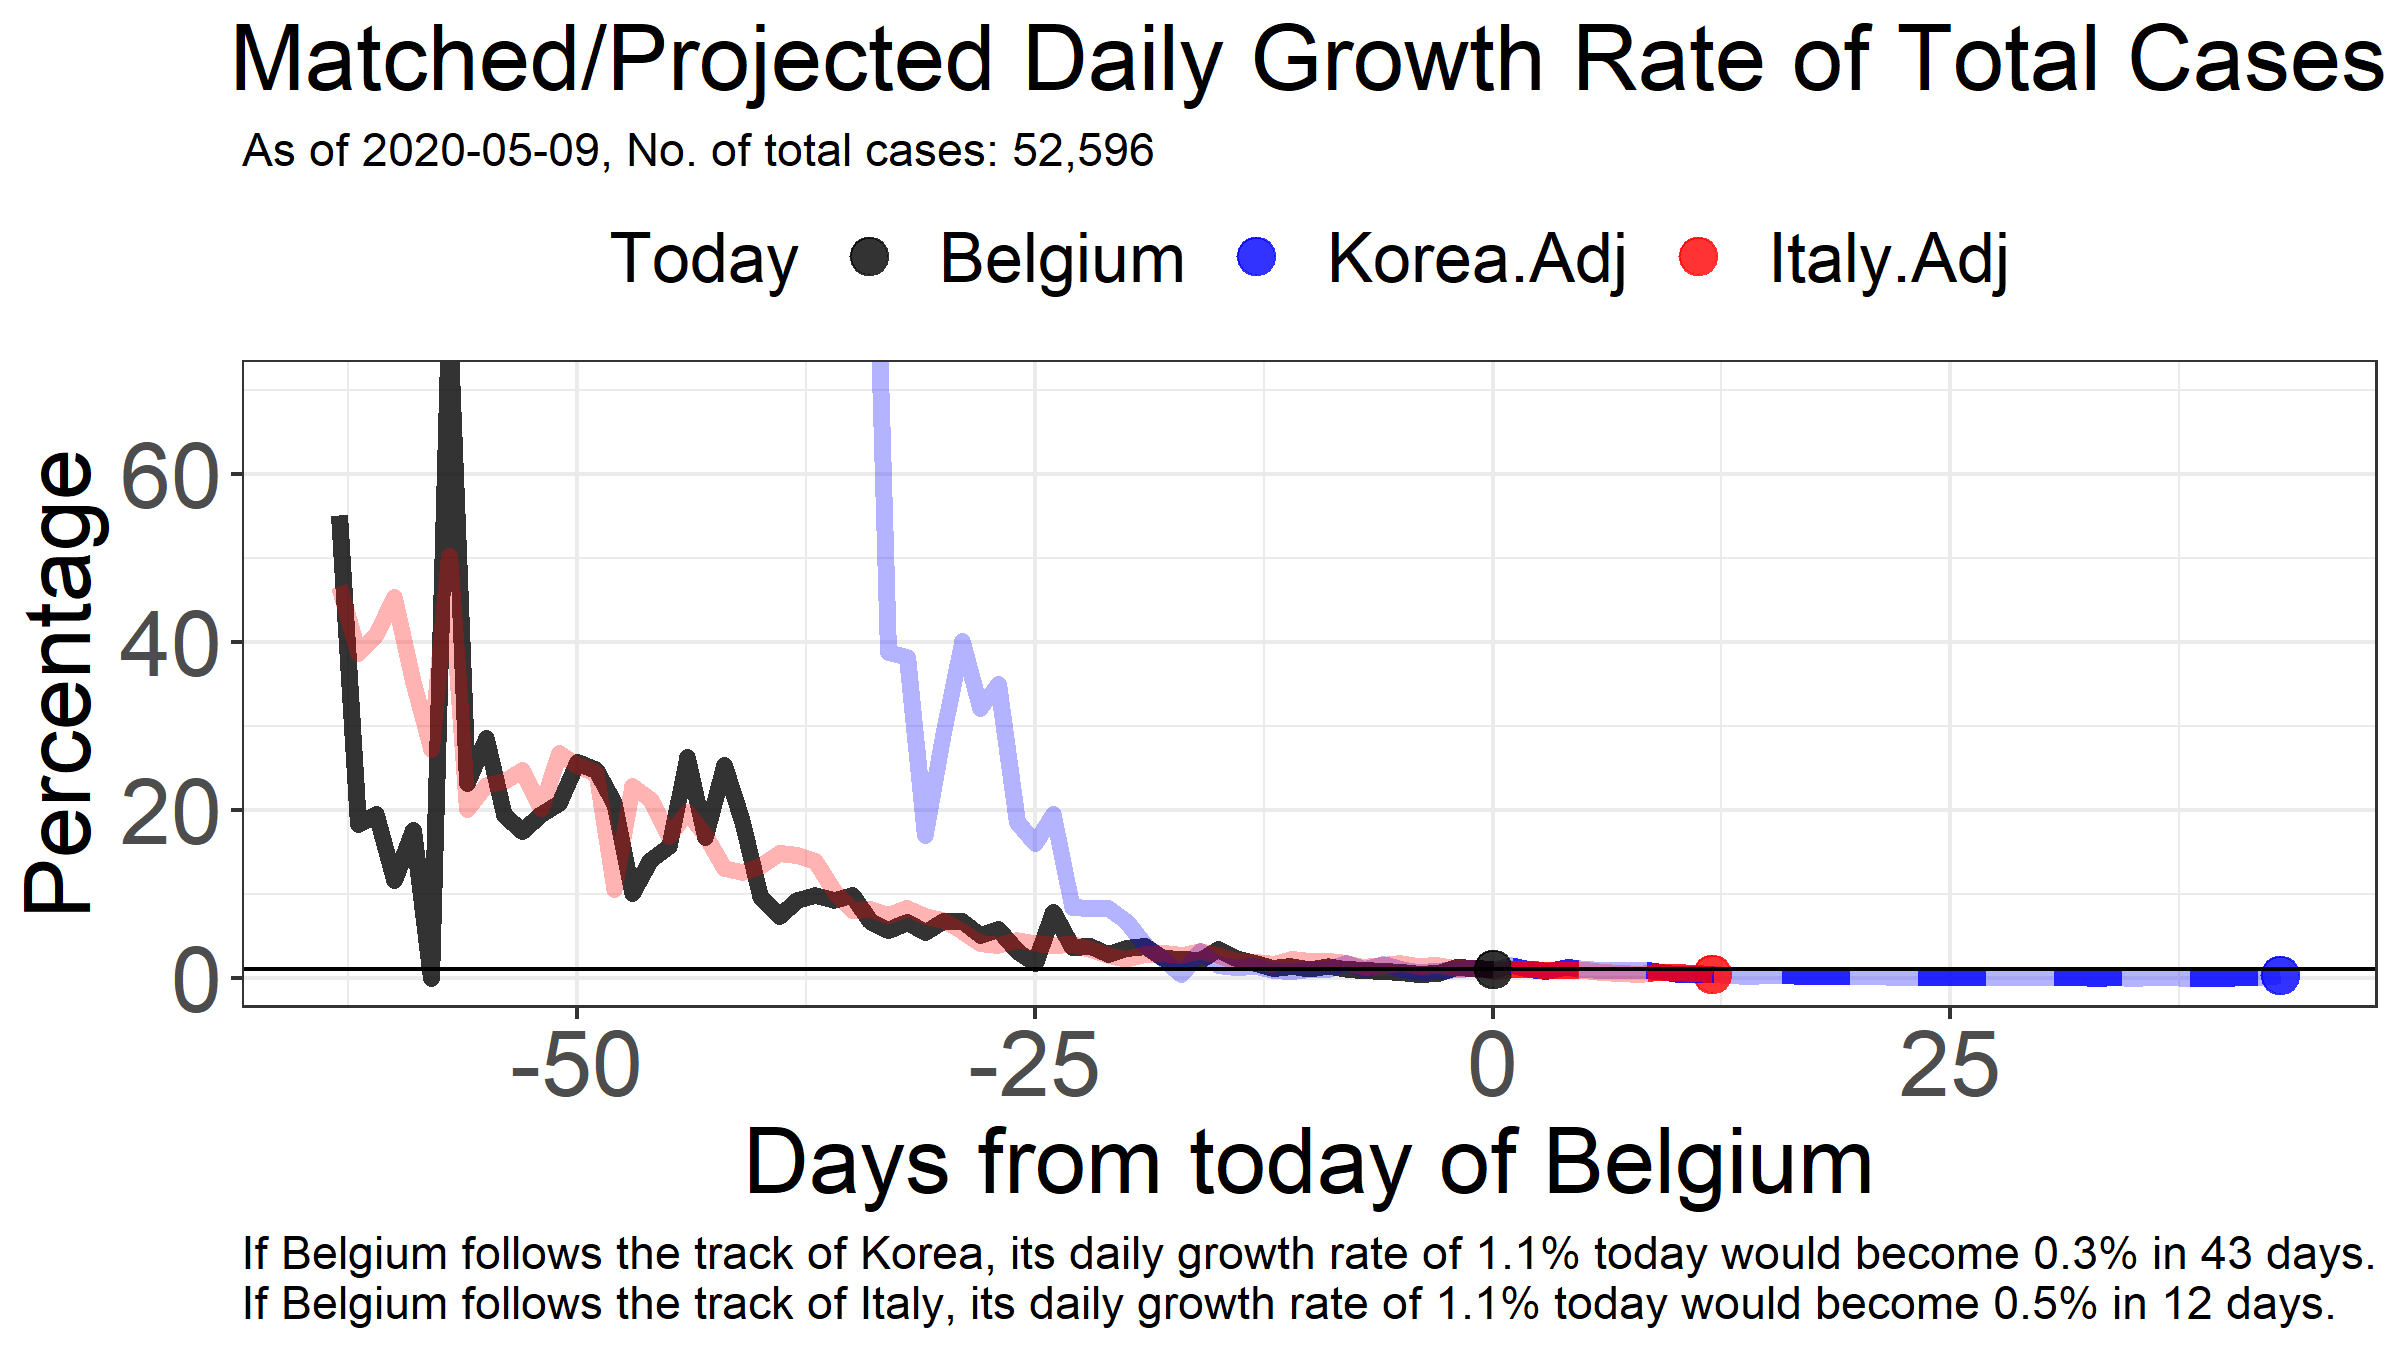 Matched/Projected Daily Growth Rate of Total Cases
As of 2020-05-09, No. of total cases: 52,596
Today Belgium Korea.Adj Italy.Adj
Percentage
60
40
20
0
-50 -25 0 25
Days from today of Belgium
If Belgium follows the track of Korea, its daily growth rate of 1.1% today would become 0.3% in 43 days.
If Belgium follows the track of Italy, its daily growth rate of 1.1% today would become 0.5% in 12 days.